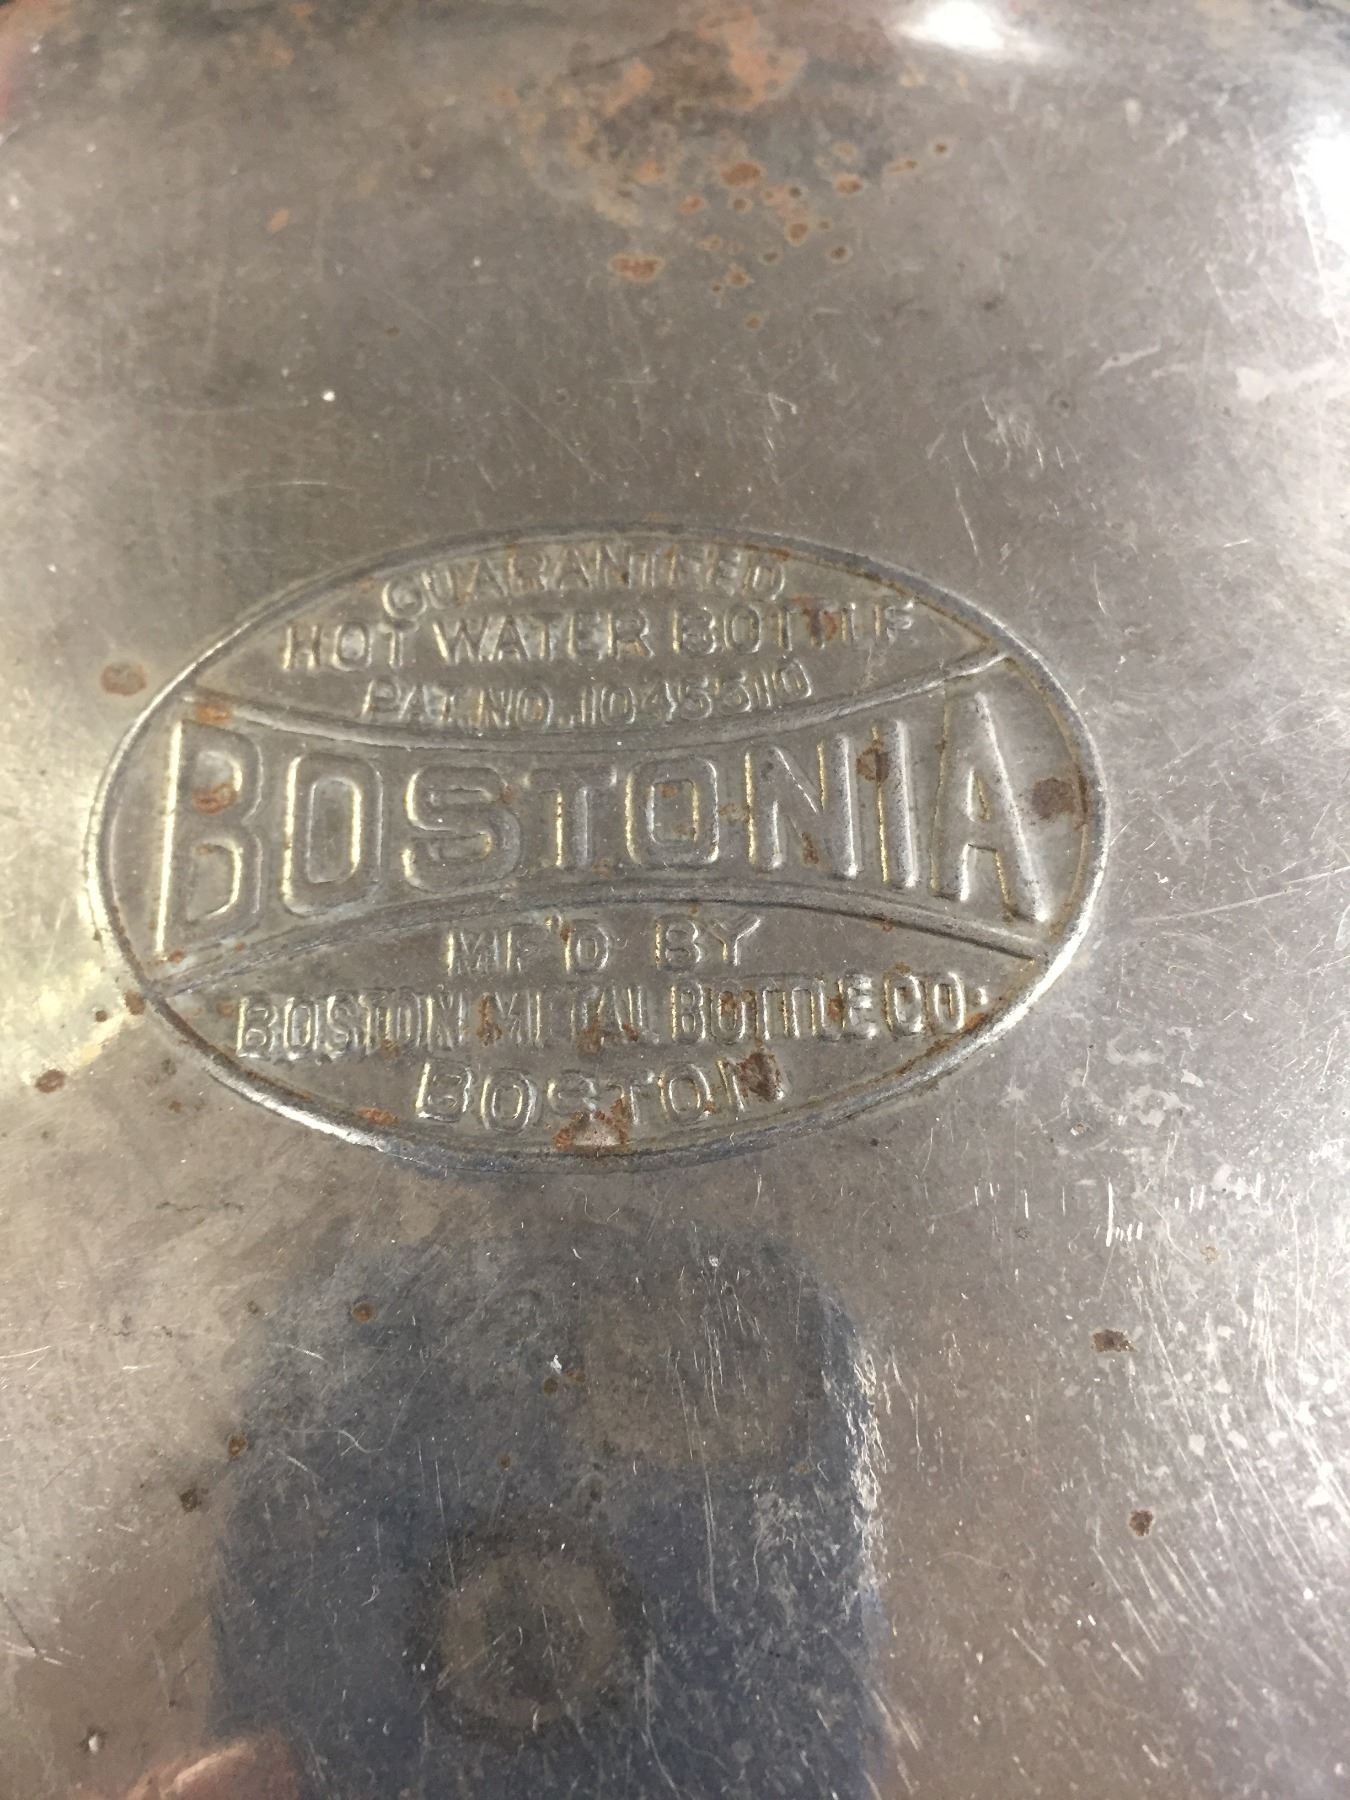 GUARANTEED
HOT WATER BOTTLE
PAT. NO. 1045510
BOSTONIA
MF'D BY
BOSTON METAL BOTTLE CO.
BOSTON